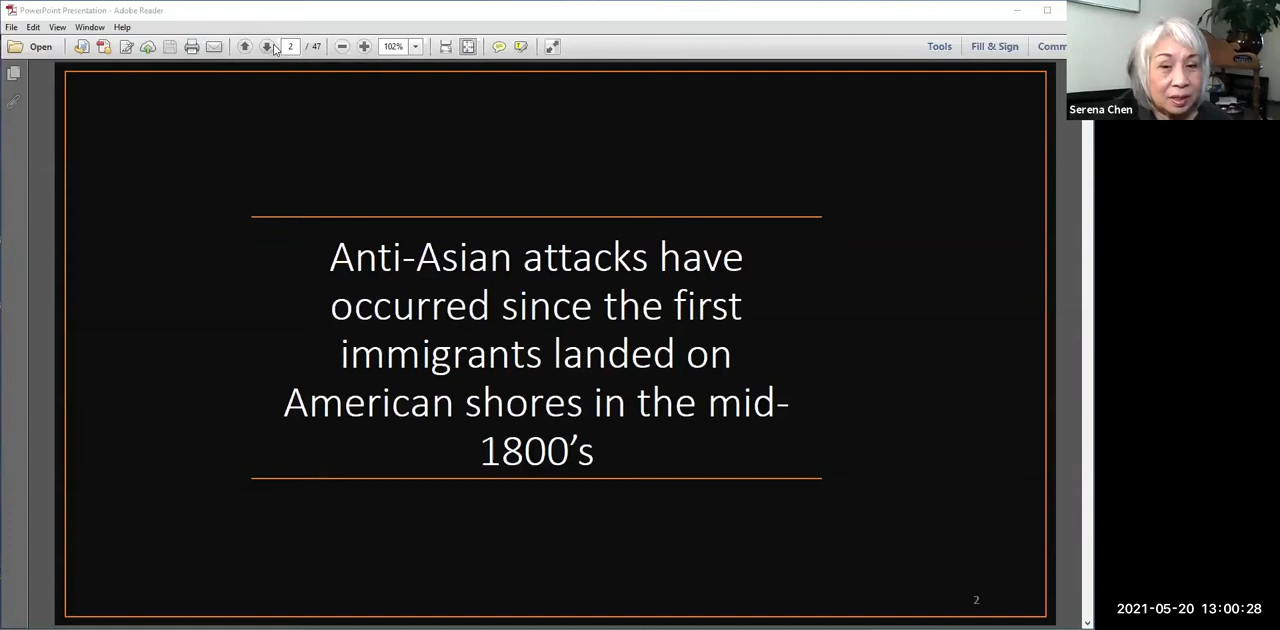 PowerPoint Presentation - Adobe Reader
File Edit View Window Help
Open 2 / 47 102% Tools Fill & Sign Comm
Serena Chen
Anti-Asian attacks have
occurred since the first
immigrants landed on
American shores in the mid-
1800’s
2
2021-05-20 13:00:28